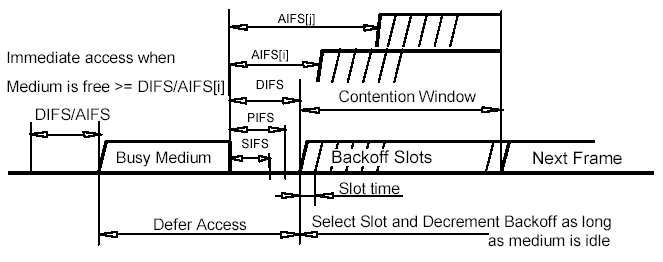 AIFS[j]
Immediate access when
AIFS[i]
Medium is free >= DIFS/AIFS[i]
DIFS
Contention Window
DIFS/AIFS
PIFS
SIFS
Busy Medium
Backoff Slots
Next Frame
Slot time
Defer Access
Select Slot and Decrement Backoff as long
as medium is idle